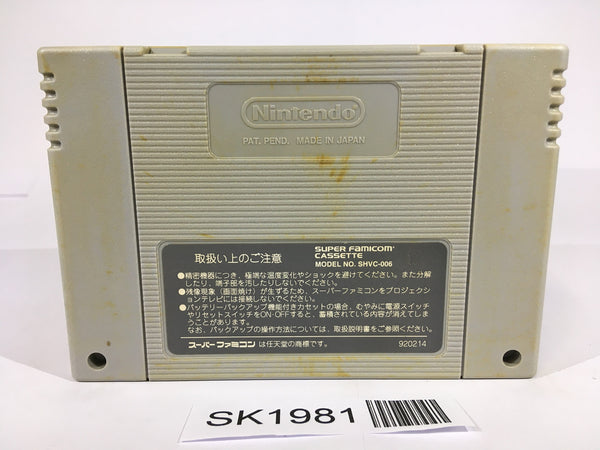 Nintendo
PAT. PEND. MADE IN JAPAN
取扱い上のご注意
SUPER FAMICOM
CASSETTE
MODEL NO. SHVC-006
●精密機器につき、極端な温度変化やショックを避けてください。また分解
したり、端子部を汚したりしないでください。
●残像現象（画面焼け）が生ずるため、スーパーファミコンをプロジェクシ
ョンテレビには接続しないでください。
●バッテリーバックアップ機能付きカセットの場合、むやみに電源スイッチ
やリセットスイッチをON・OFFすると、蓄積されている内容が消えてしま
うことがあります。
なお、バックアップの操作方法については、取扱説明書をご参照ください。
スーパーファミコン は任天堂の商標です。 920214
SK1981